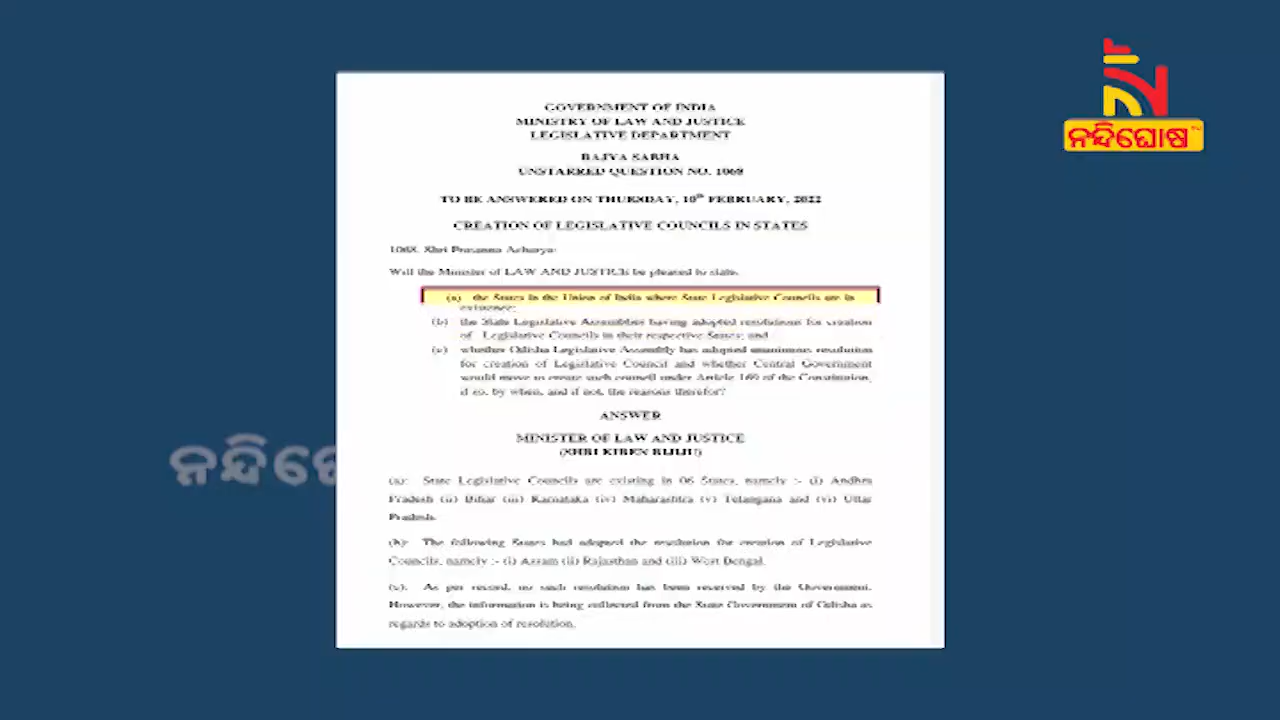 GOVERNMENT OF INDIA
MINISTRY OF LAW AND JUSTICE
LEGISLATIVE DEPARTMENT
RAJYA SABHA
UNSTARRED QUESTION NO. 1068
TO BE ANSWERED ON THURSDAY, 10th FEBRUARY, 2022
CREATION OF LEGISLATIVE COUNCILS IN STATES
1068. Shri Prasanna Acharya:
Will the Minister of LAW AND JUSTICE be pleased to state:
(a) the States in the Union of India where State Legislative Councils are in
existence;
(b) the State Legislative Assemblies having adopted resolutions for creation
of Legislative Councils in their respective States; and
(c) whether Odisha Legislative Assembly has adopted unanimous resolution
for creation of Legislative Council and whether Central Government
would move to create such council under Article 169 of the Constitution,
if so, by when, and if not, the reasons therefor?
ANSWER
MINISTER OF LAW AND JUSTICE
(SHRI KIREN RIJIJU)
(a): State Legislative Councils are existing in 06 States, namely :- (i) Andhra
Pradesh (ii) Bihar (iii) Karnataka (iv) Maharashtra (v) Telangana and (vi) Uttar
Pradesh.
(b): The following States had adopted the resolution for creation of Legislative
Councils, namely :- (i) Assam (ii) Rajasthan and (iii) West Bengal.
(c): As per record, no such resolution has been received by the Government.
However, the information is being collected from the State Government of Odisha as
regards to adoption of resolution.
ନନ୍ଦିଘୋଷ